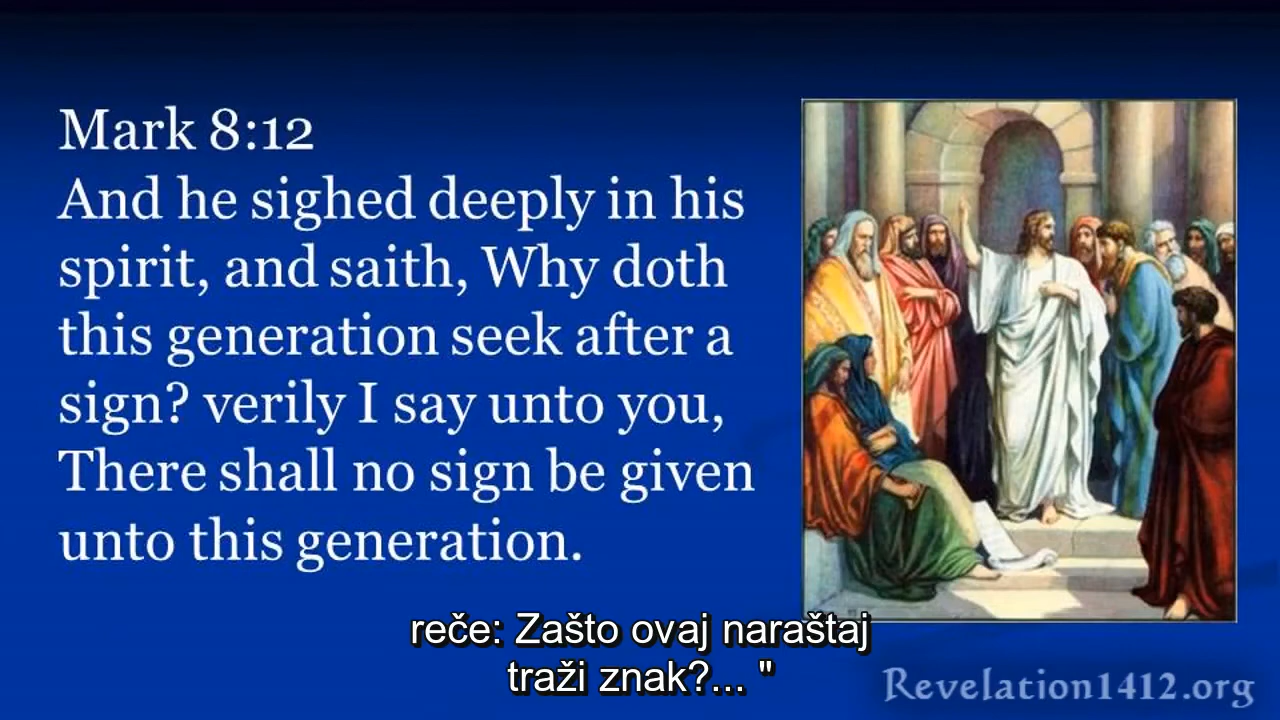 Mark 8:12
And he sighed deeply in his
spirit, and saith, Why doth
this generation seek after a
sign? verily I say unto you,
There shall no sign be given
unto this generation.
reče: Zašto ovaj naraštaj
traži znak?... "
Revelation1412.org